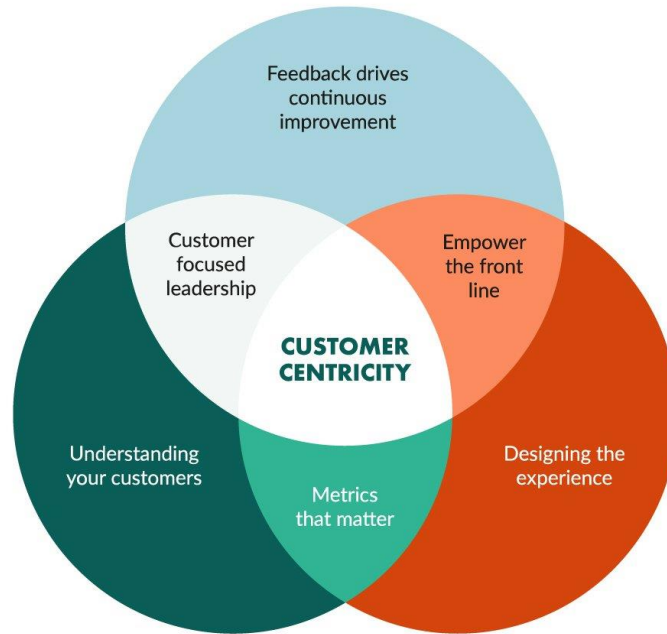 Feedback drives
continuous
improvement
Customer
focused
leadership
Empower
the front
line
CUSTOMER
CENTRICITY
Understanding
your customers
Designing the
experience
Metrics
that matter